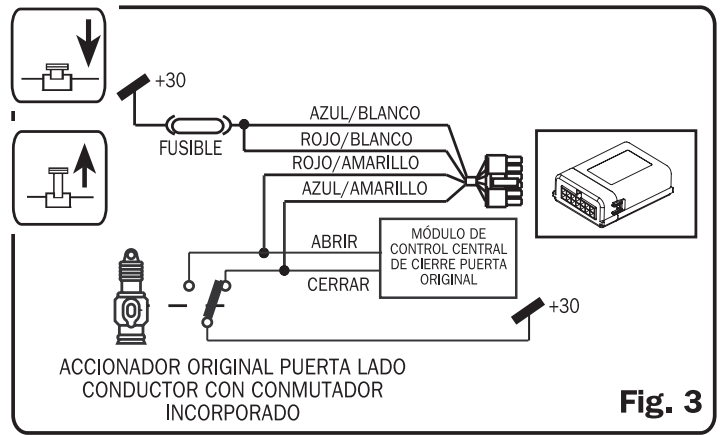 +30
AZUL/BLANCO
ROJO/BLANCO
FUSIBLE
ROJO/AMARILLO
AZUL/AMARILLO
ABRIR
CERRAR
MÓDULO DE
CONTROL CENTRAL
DE CIERRE PUERTA
ORIGINAL
+30
ACCIONADOR ORIGINAL PUERTA LADO
CONDUCTOR CON CONMUTADOR
INCORPORADO
Fig. 3